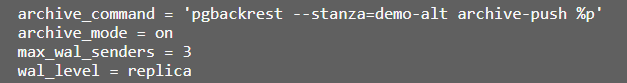 archive_command = 'pgbackrest --stanza=demo-alt archive-push %p'
archive_mode = on
max_wal_senders = 3
wal_level = replica